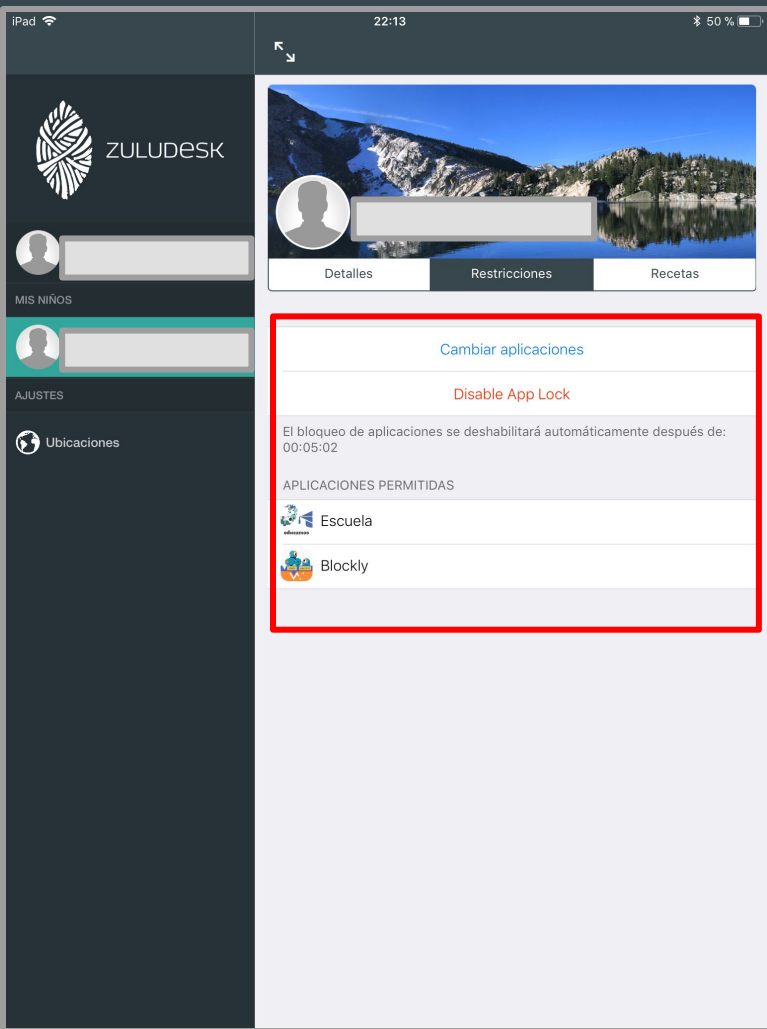 iPad
22:13
50 %
ZULUDESK
MIS NIÑOS
AJUSTES
Ubicaciones
Detalles
Restricciones
Recetas
Cambiar aplicaciones
Disable App Lock
El bloqueo de aplicaciones se deshabilitará automáticamente después de:
00:05:02
APLICACIONES PERMITIDAS
educamos
Escuela
Blockly